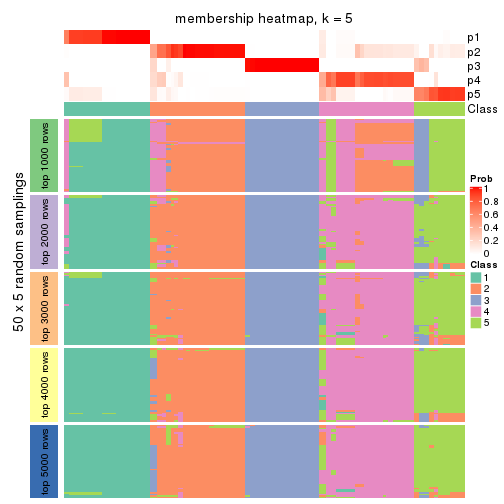 membership heatmap, k = 5
p1
p2
p3
p4
p5
Class
50 x 5 random samplings
top 1000 rows
top 2000 rows
top 3000 rows
top 4000 rows
top 5000 rows
Prob
1
0.8
0.6
0.4
0.2
0
Class
1
2
3
4
5